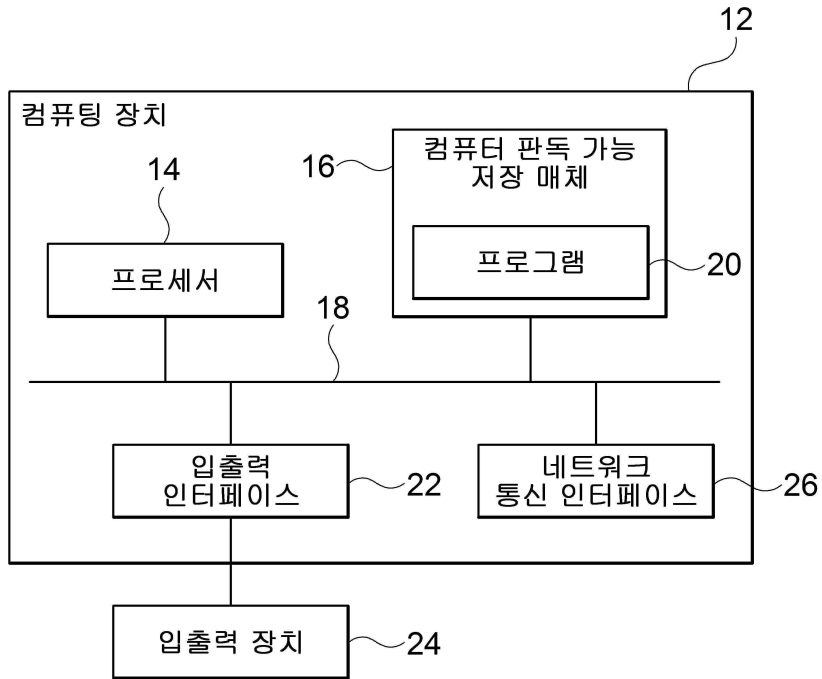 12
컴퓨팅 장치
14
16
컴퓨터 판독 가능
저장 매체
프로세서
프로그램
20
18
입출력
인터페이스
22
네트워크
통신 인터페이스
26
입출력 장치
24